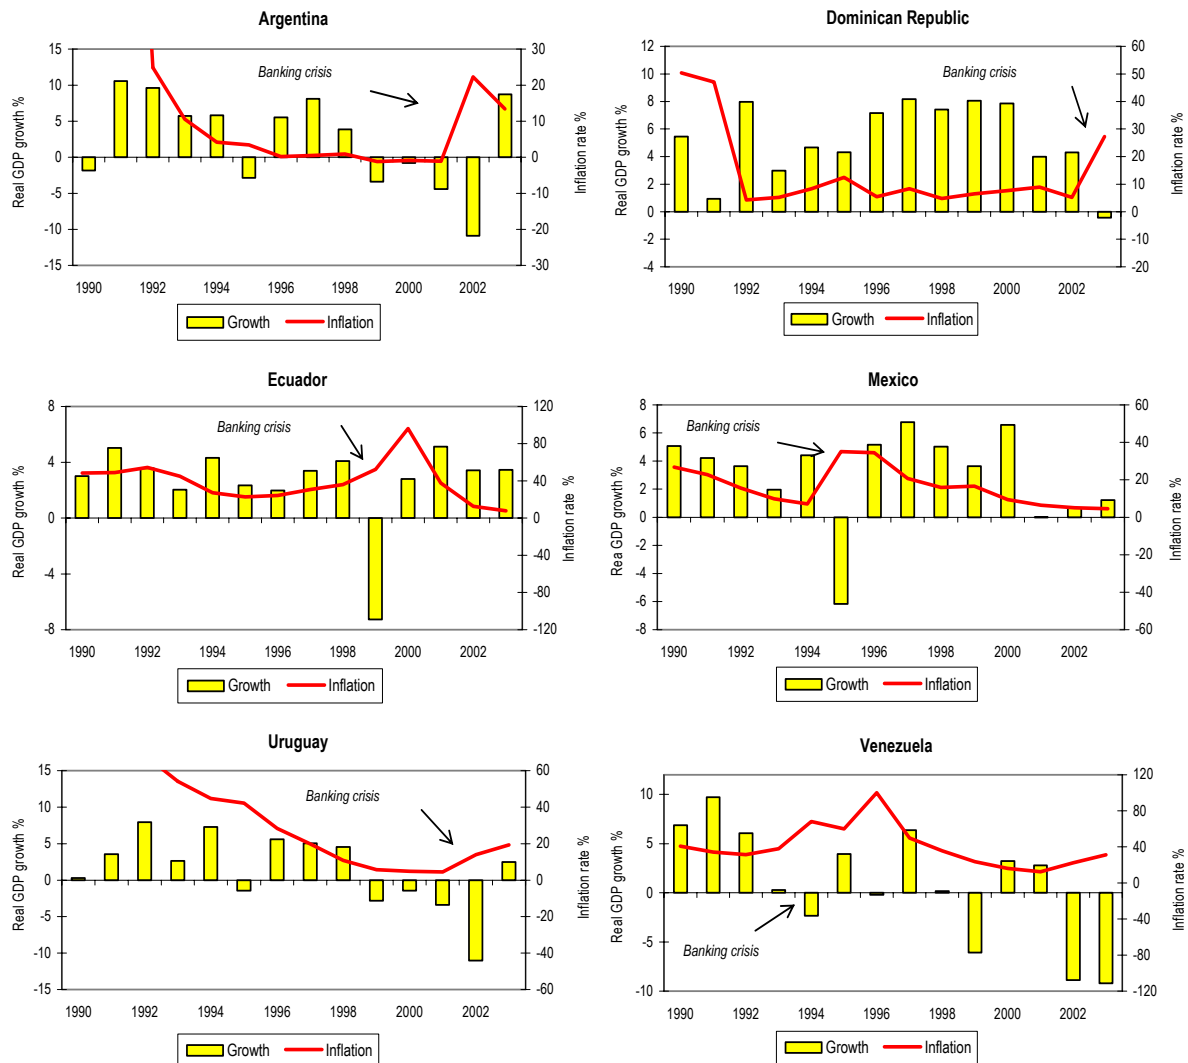 Argentina
Real GDP growth %
15
10
5
0
-5
-10
-15
Banking crisis
30
20
10
0
-10
-20
-30
Inflation rate %
1990 1992 1994 1996 1998 2000 2002
Growth Inflation
Dominican Republic
Real GDP growth %
12
10
8
6
4
2
0
-2
-4
Banking crisis
60
50
40
30
20
10
0
-10
-20
Inflation rate %
1990 1992 1994 1996 1998 2000 2002
Growth Inflation
Ecuador
Real GDP growth %
8
4
0
-4
-8
Banking crisis
120
80
40
0
-40
-80
-120
Inflation rate %
1990 1992 1994 1996 1998 2000 2002
Growth Inflation
Mexico
Rea GDP growth %
8
6
4
2
0
-2
-4
-6
-8
Banking crisis
60
40
20
0
-20
-40
-60
Inflation rate %
1990 1992 1994 1996 1998 2000 2002
Growth Inflation
Uruguay
Real GDP growth %
15
10
5
0
-5
-10
-15
Banking crisis
60
40
20
0
-20
-40
-60
Inflation rate %
1990 1992 1994 1996 1998 2000 2002
Growth Inflation
Venezuela
Real GDP growth %
10
5
0
-5
-10
Banking crisis
120
80
40
0
-40
-80
-120
Inflation rate %
1990 1992 1994 1996 1998 2000 2002
Growth Inflation